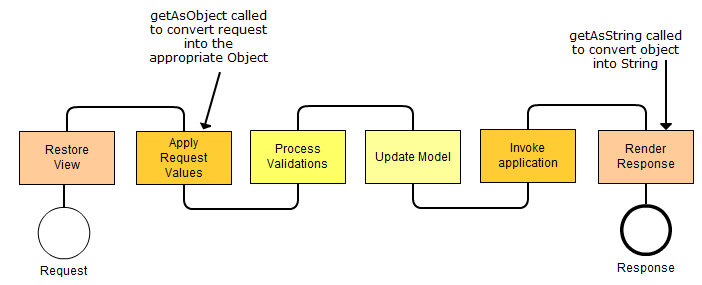 getAsObject called
to convert request
into the
appropriate Object
getAsString called
to convert object
into String
Restore
View
Apply
Request
Values
Process
Validations
Update Model
Invoke
application
Render
Response
Request
Response